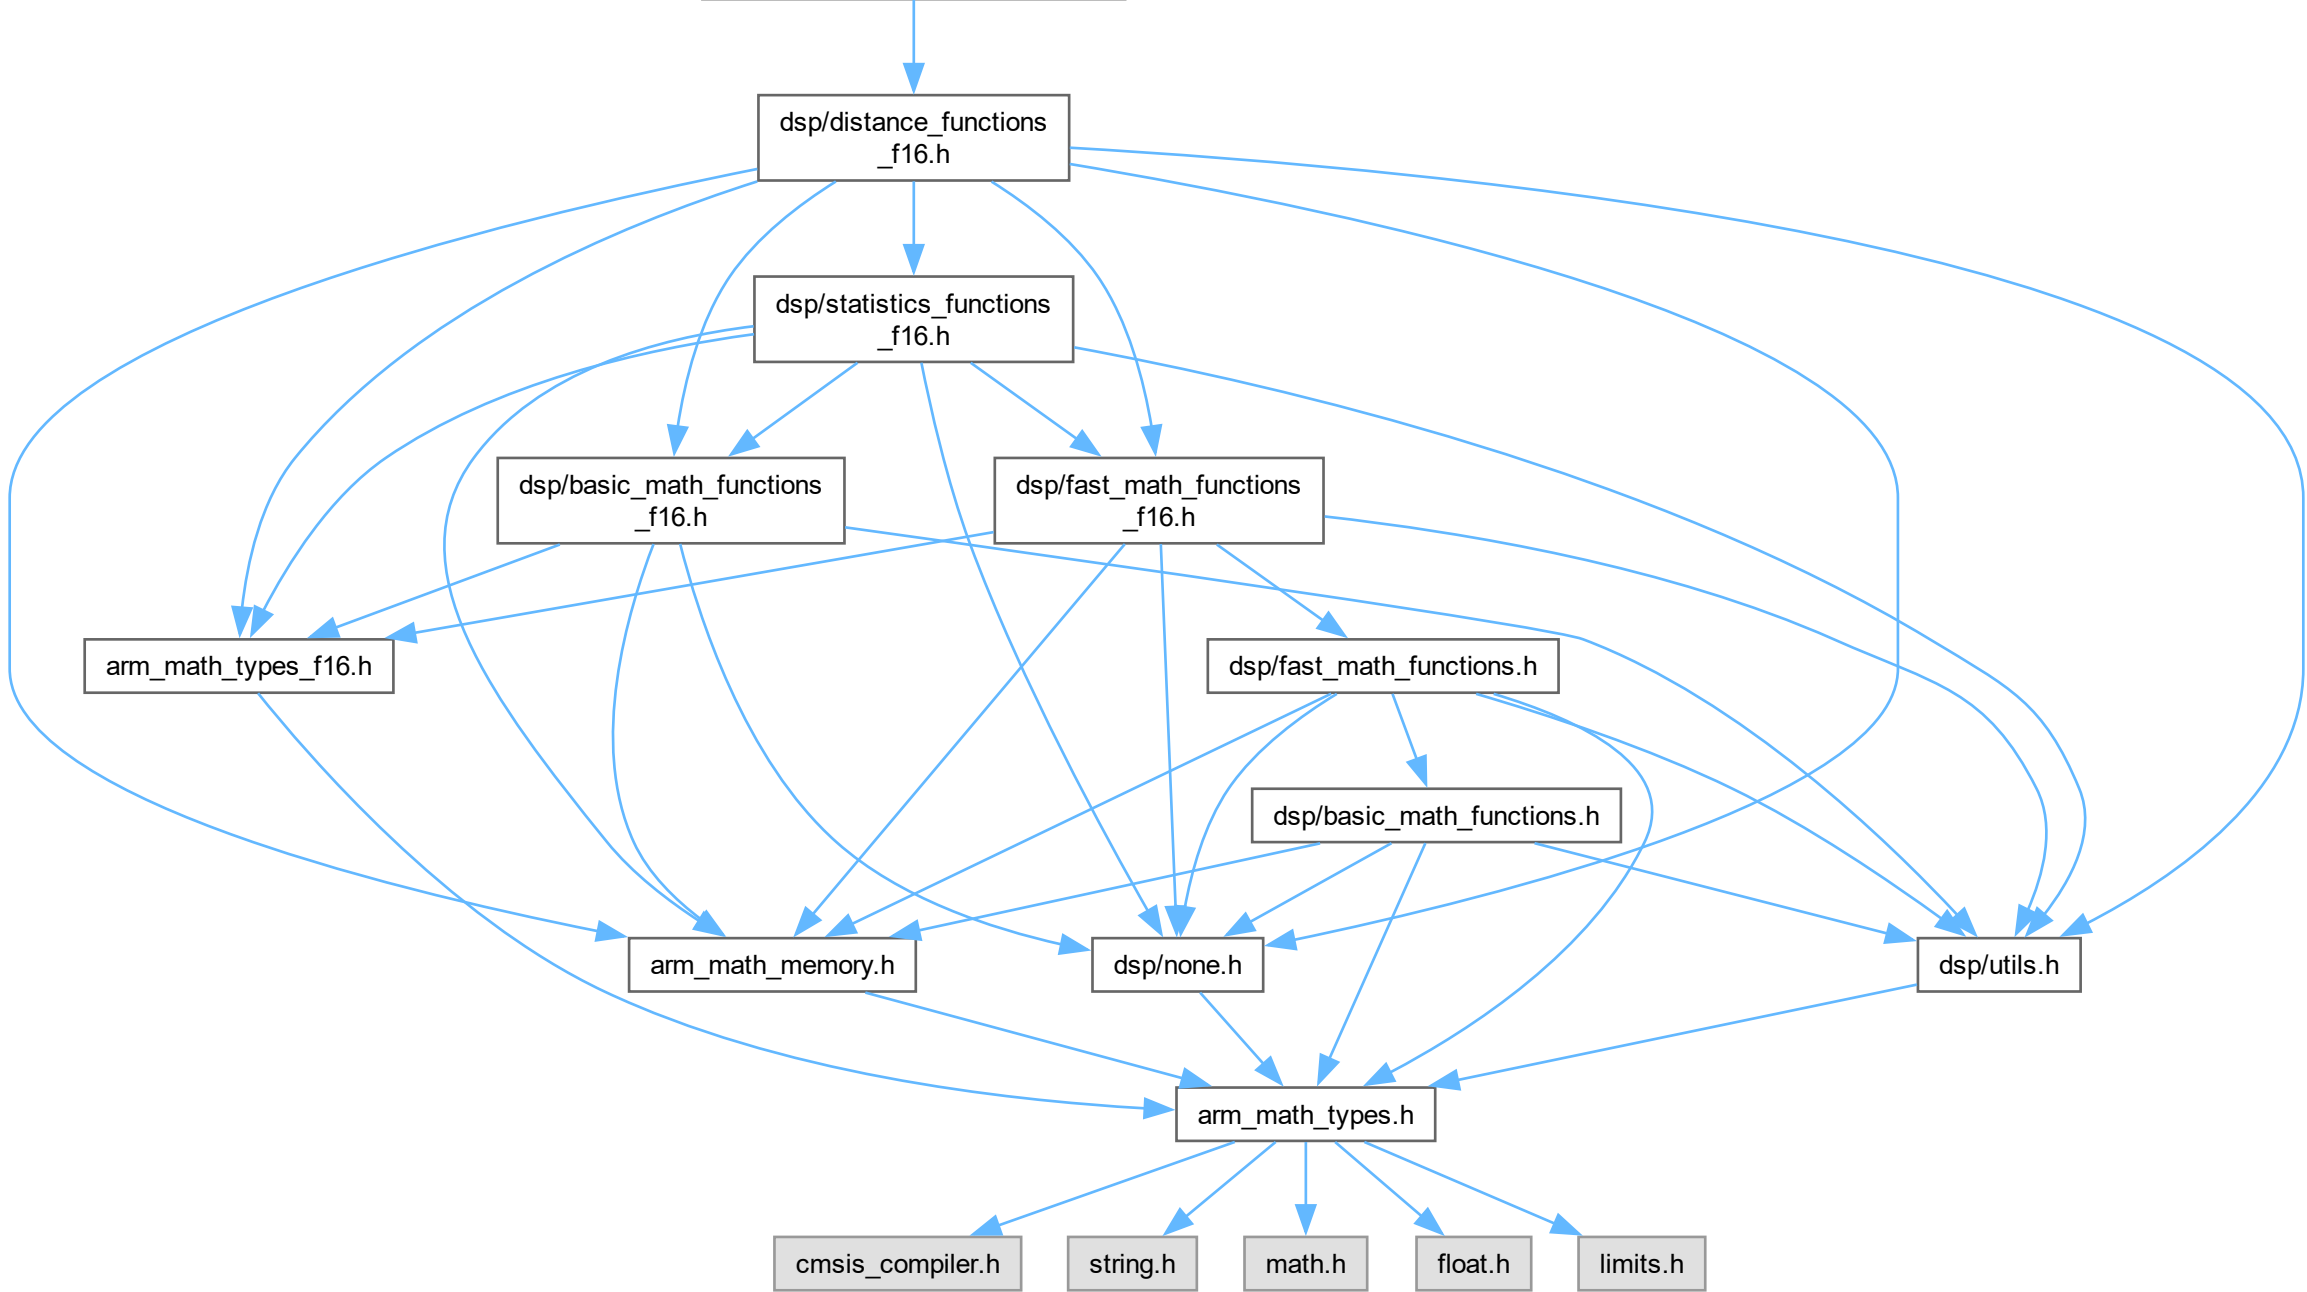 dsp/distance_functions
_f16.h
dsp/statistics_functions
_f16.h
dsp/basic_math_functions
_f16.h
dsp/fast_math_functions
_f16.h
arm_math_types_f16.h
dsp/fast_math_functions.h
dsp/basic_math_functions.h
arm_math_memory.h
dsp/none.h
dsp/utils.h
arm_math_types.h
cmsis_compiler.h
string.h
math.h
float.h
limits.h